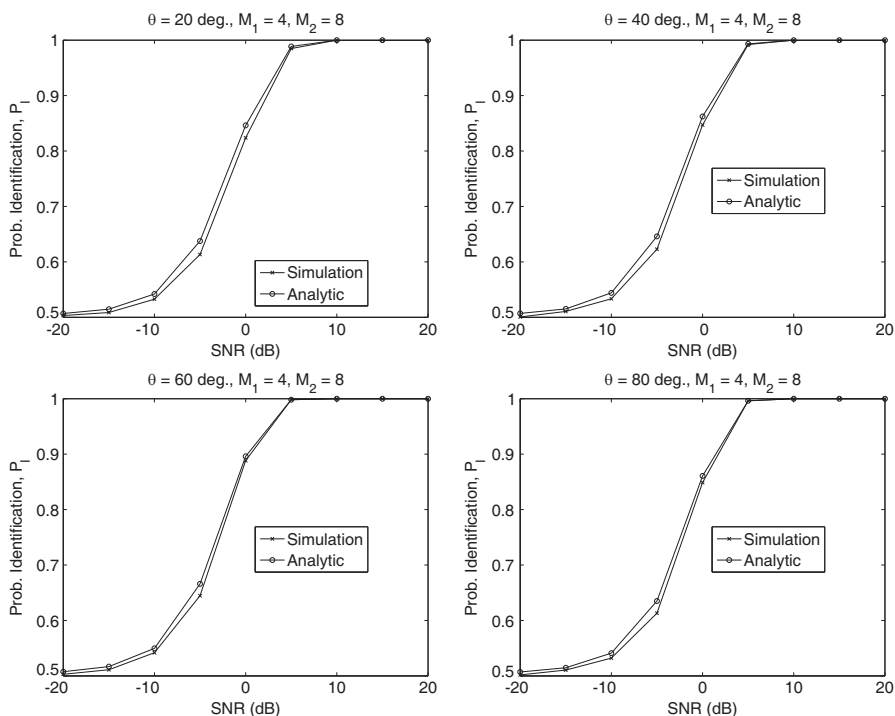 θ = 20 deg., M1 = 4, M2 = 8
1
0.9
0.8
0.7
0.6
0.5
Prob. Identification, PI
Simulation
Analytic
-20
-10
0
10
20
SNR (dB)
θ = 40 deg., M1 = 4, M2 = 8
1
0.9
0.8
0.7
0.6
0.5
Prob. Identification, PI
Simulation
Analytic
-20
-10
0
10
20
SNR (dB)
θ = 60 deg., M1 = 4, M2 = 8
1
0.9
0.8
0.7
0.6
0.5
Prob. Identification, PI
Simulation
Analytic
-20
-10
0
10
20
SNR (dB)
θ = 80 deg., M1 = 4, M2 = 8
1
0.9
0.8
0.7
0.6
0.5
Prob. Identification, PI
Simulation
Analytic
-20
-10
0
10
20
SNR (dB)